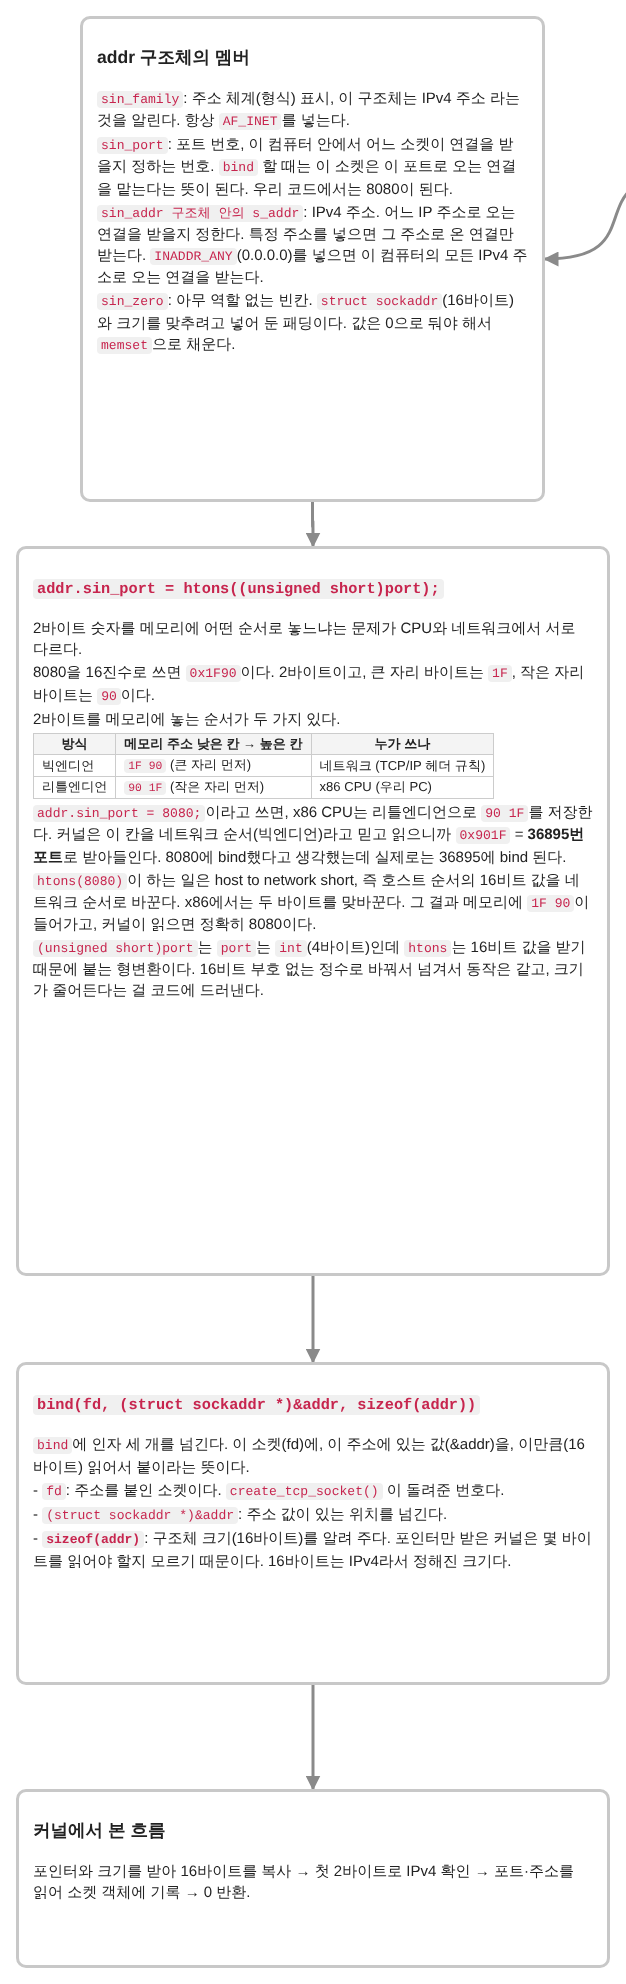 addr 구조체의 멤버
sin_family : 주소 체계(형식) 표시, 이 구조체는 IPv4 주소 라는
것을 알린다. 항상 AF_INET 를 넣는다.
sin_port : 포트 번호, 이 컴퓨터 안에서 어느 소켓이 연결을 받
을지 정하는 번호. bind 할 때는 이 소켓은 이 포트로 오는 연결
을 맡는다는 뜻이 된다. 우리 코드에서는 8080이 된다.
sin_addr 구조체 안의 s_addr : IPv4 주소. 어느 IP 주소로 오는
연결을 받을지 정한다. 특정 주소를 넣으면 그 주소로 온 연결만
받는다. INADDR_ANY (0.0.0.0)를 넣으면 이 컴퓨터의 모든 IPv4 주
소로 오는 연결을 받는다.
sin_zero : 아무 역할 없는 빈칸. struct sockaddr (16바이트)
와 크기를 맞추려고 넣어 둔 패딩이다. 값은 0으로 둬야 해서
memset 으로 채운다.
addr.sin_port = htons((unsigned short)port);
2바이트 숫자를 메모리에 어떤 순서로 놓느냐는 문제가 CPU와 네트워크에서 서로
다르다.
8080을 16진수로 쓰면 0x1F90 이다. 2바이트이고, 큰 자리 바이트는 1F , 작은 자리
바이트는 90 이다.
2바이트를 메모리에 놓는 순서가 두 가지 있다.
방식 메모리 주소 낮은 칸 → 높은 칸 누가 쓰나
빅엔디언 1F 90 (큰 자리 먼저) 네트워크 (TCP/IP 헤더 규칙)
리틀엔디언 90 1F (작은 자리 먼저) x86 CPU (우리 PC)
addr.sin_port = 8080; 이라고 쓰면, x86 CPU는 리틀엔디언으로 90 1F 를 저장한
다. 커널은 이 칸을 네트워크 순서(빅엔디언)라고 믿고 읽으니까 0x901F = 36895번
포트로 받아들인다. 8080에 bind했다고 생각했는데 실제로는 36895에 bind 된다.
htons(8080) 이 하는 일은 host to network short, 즉 호스트 순서의 16비트 값을 네
트워크 순서로 바꾼다. x86에서는 두 바이트를 맞바꾼다. 그 결과 메모리에 1F 90 이
들어가고, 커널이 읽으면 정확히 8080이다.
(unsigned short)port 는 port 는 int (4바이트)인데 htons 는 16비트 값을 받기
때문에 붙는 형변환이다. 16비트 부호 없는 정수로 바꿔서 넘겨서 동작은 같고, 크기
가 줄어든다는 걸 코드에 드러낸다.
bind(fd, (struct sockaddr *)&addr, sizeof(addr))
bind 에 인자 세 개를 넘긴다. 이 소켓(fd)에, 이 주소에 있는 값(&addr)을, 이만큼(16
바이트) 읽어서 붙이라는 뜻이다.
- fd : 주소를 붙인 소켓이다. create_tcp_socket() 이 돌려준 번호다.
- (struct sockaddr *)&addr : 주소 값이 있는 위치를 넘긴다.
- sizeof(addr) : 구조체 크기(16바이트)를 알려 주다. 포인터만 받은 커널은 몇 바이
트를 읽어야 할지 모르기 때문이다. 16바이트는 IPv4라서 정해진 크기다.
커널에서 본 흐름
포인터와 크기를 받아 16바이트를 복사 → 첫 2바이트로 IPv4 확인 → 포트·주소를
읽어 소켓 객체에 기록 → 0 반환.